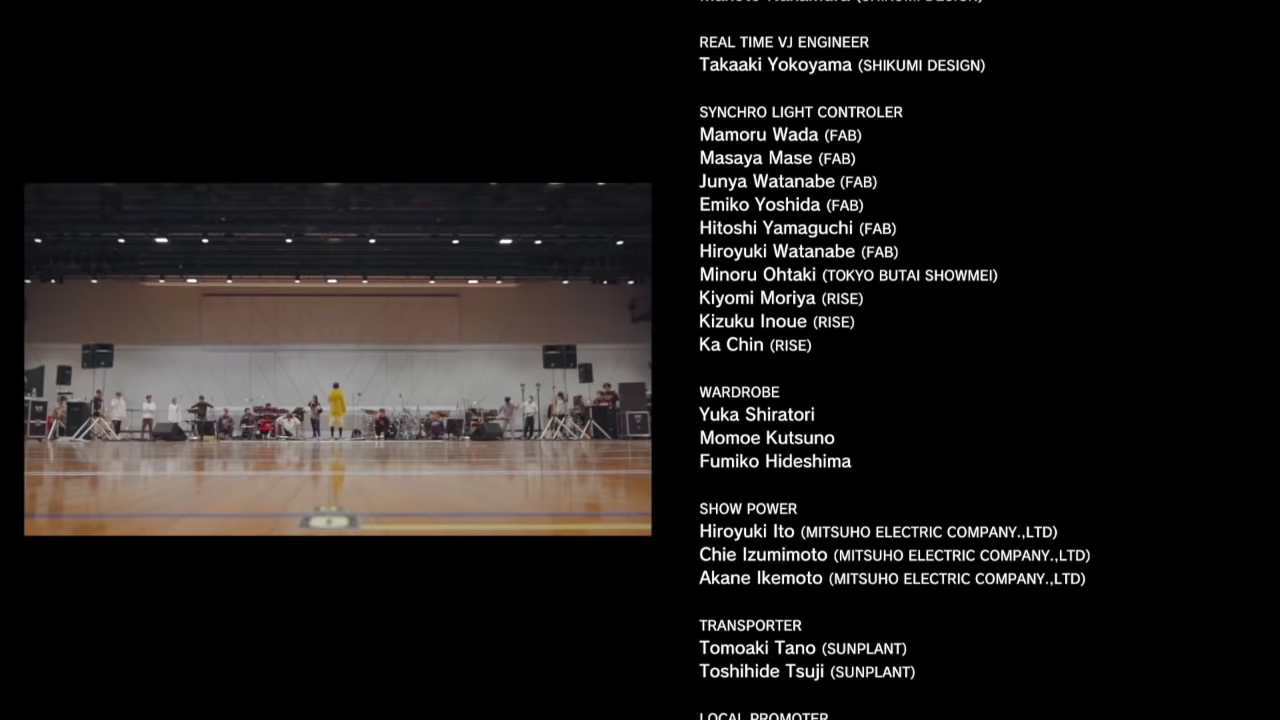 REAL TIME VJ ENGINEER
Takaaki Yokoyama (SHIKUMI DESIGN)
SYNCHRO LIGHT CONTROLER
Mamoru Wada (FAB)
Masaya Mase (FAB)
Junya Watanabe (FAB)
Emiko Yoshida (FAB)
Hitoshi Yamaguchi (FAB)
Hiroyuki Watanabe (FAB)
Minoru Ohtaki (TOKYO BUTAI SHOWMEI)
Kiyomi Moriya (RISE)
Kizuku Inoue (RISE)
Ka Chin (RISE)
WARDROBE
Yuka Shiratori
Momoe Kutsuno
Fumiko Hideshima
SHOW POWER
Hiroyuki Ito (MITSUHO ELECTRIC COMPANY.,LTD)
Chie Izumimoto (MITSUHO ELECTRIC COMPANY.,LTD)
Akane Ikemoto (MITSUHO ELECTRIC COMPANY.,LTD)
TRANSPORTER
Tomoaki Tano (SUNPLANT)
Toshihide Tsuji (SUNPLANT)
LOCAL PROMOTER